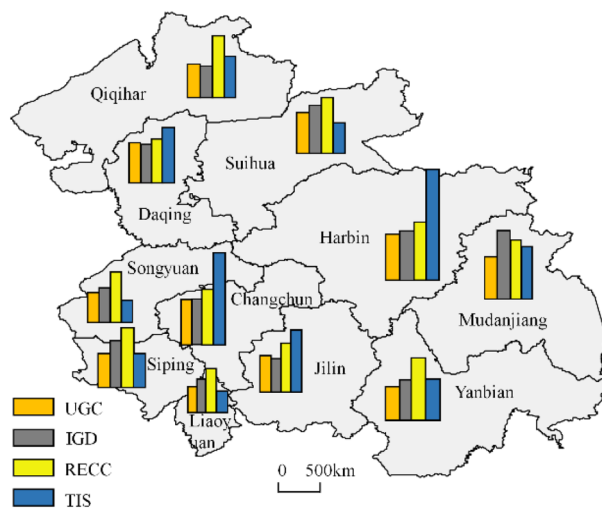 Qiqihar
Suihua
Daqing
Harbin
Songyuan
Changchun
Mudanjiang
Siping
Jilin
Yanbian
Liaoy
uan
UGC
IGD
RECC
TIS
0 500km